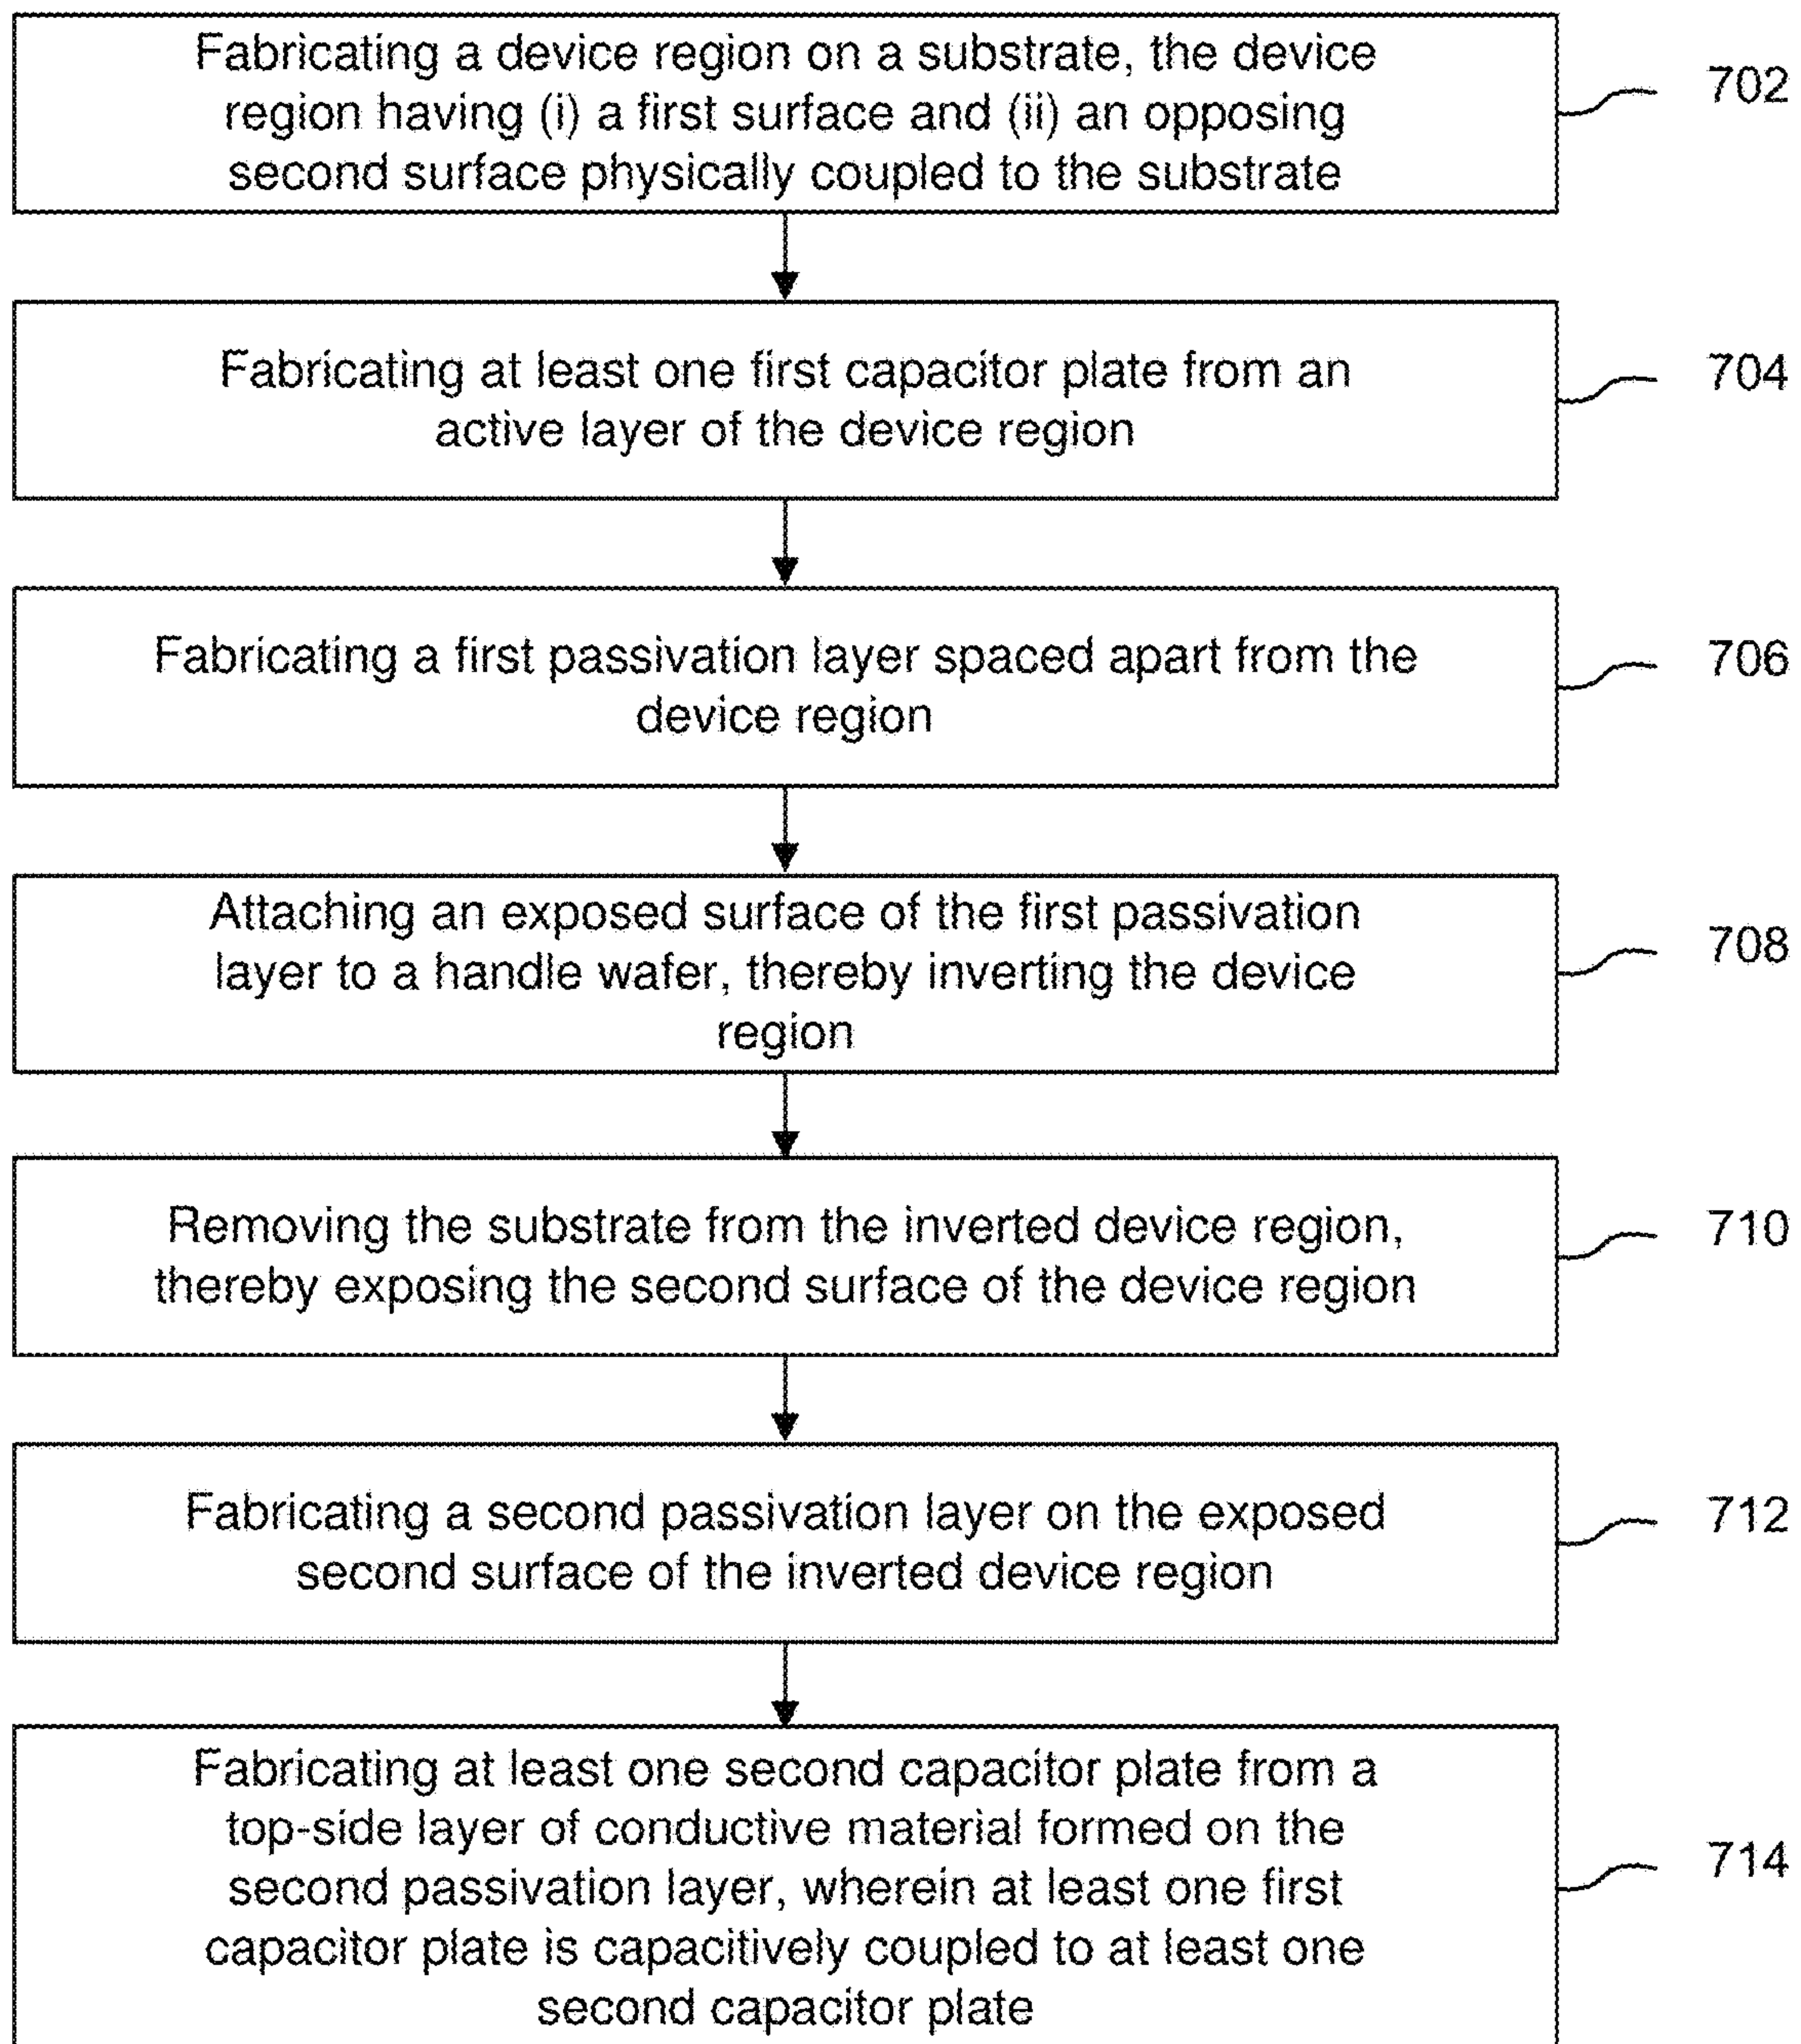 Fabricating a device region on a substrate, the device
region having (i) a first surface and (ii) an opposing
second surface physically coupled to the substrate
702
Fabricating at least one first capacitor plate from an
active layer of the device region
704
Fabricating a first passivation layer spaced apart from the
device region
706
Attaching an exposed surface of the first passivation
layer to a handle wafer, thereby inverting the device
region
708
Removing the substrate from the inverted device region,
thereby exposing the second surface of the device region
710
Fabricating a second passivation layer on the exposed
second surface of the inverted device region
712
Fabricating at least one second capacitor plate from a
top-side layer of conductive material formed on the
second passivation layer, wherein at least one first
capacitor plate is capacitively coupled to at least one
second capacitor plate
714